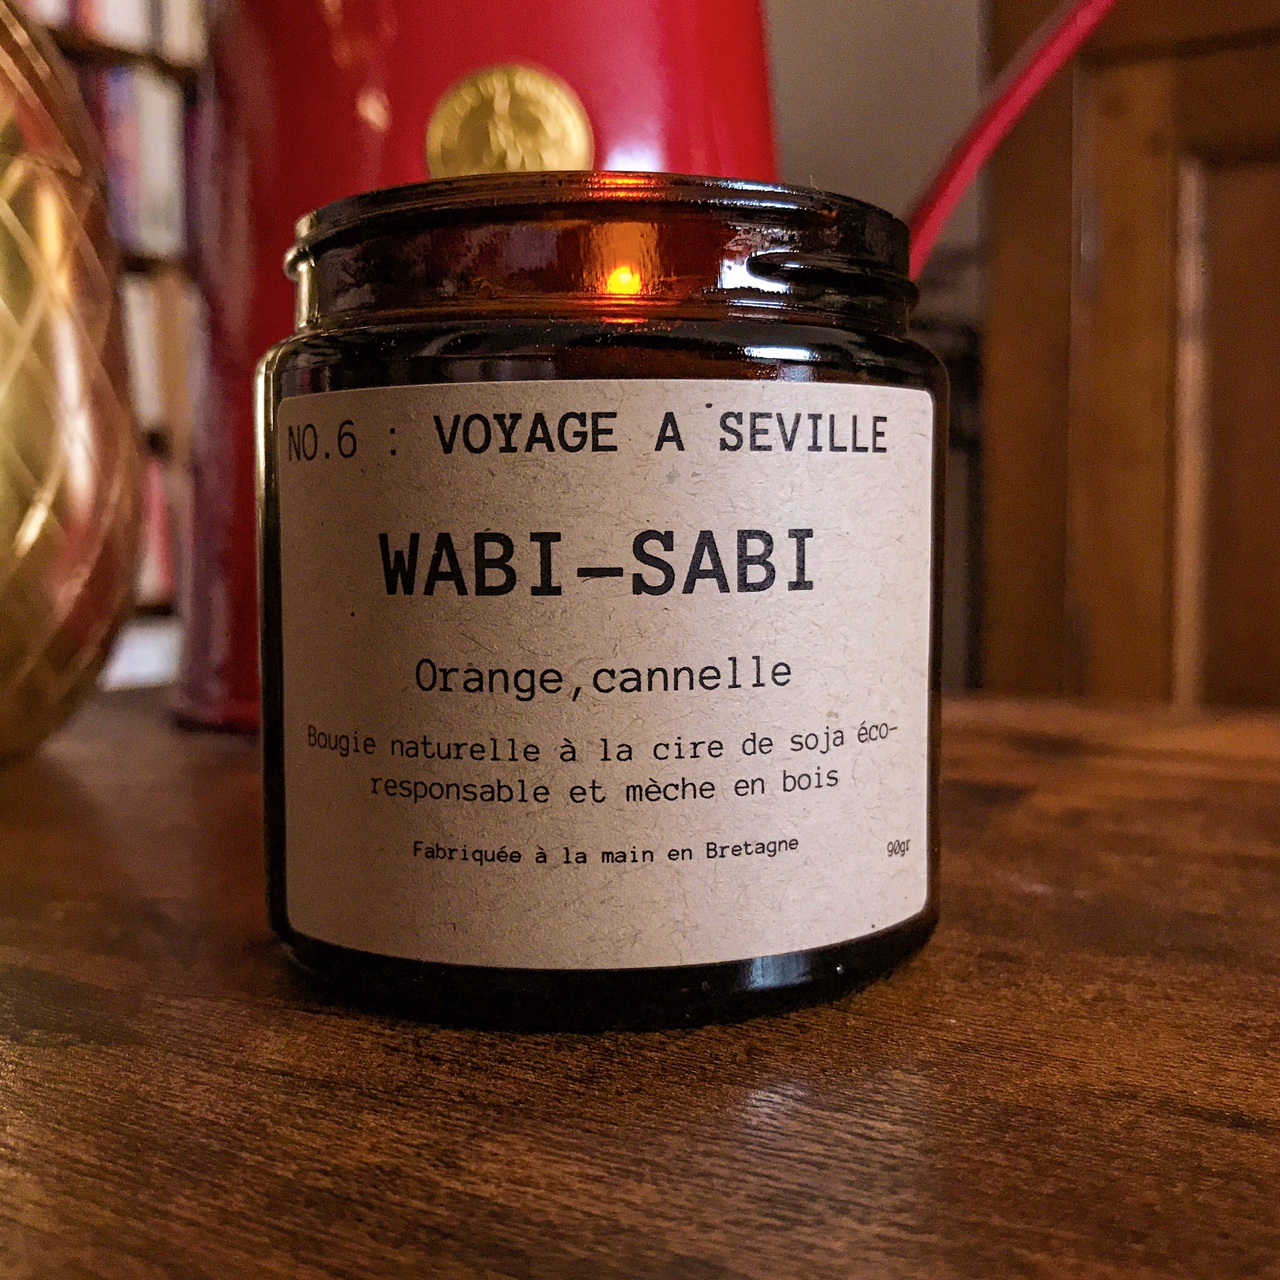 NO.6 : VOYAGE A SEVILLE
WABI-SABI
Orange,cannelle
Bougie naturelle à la cire de soja éco-
responsable et mèche en bois
Fabriquée à la main en Bretagne
90gr